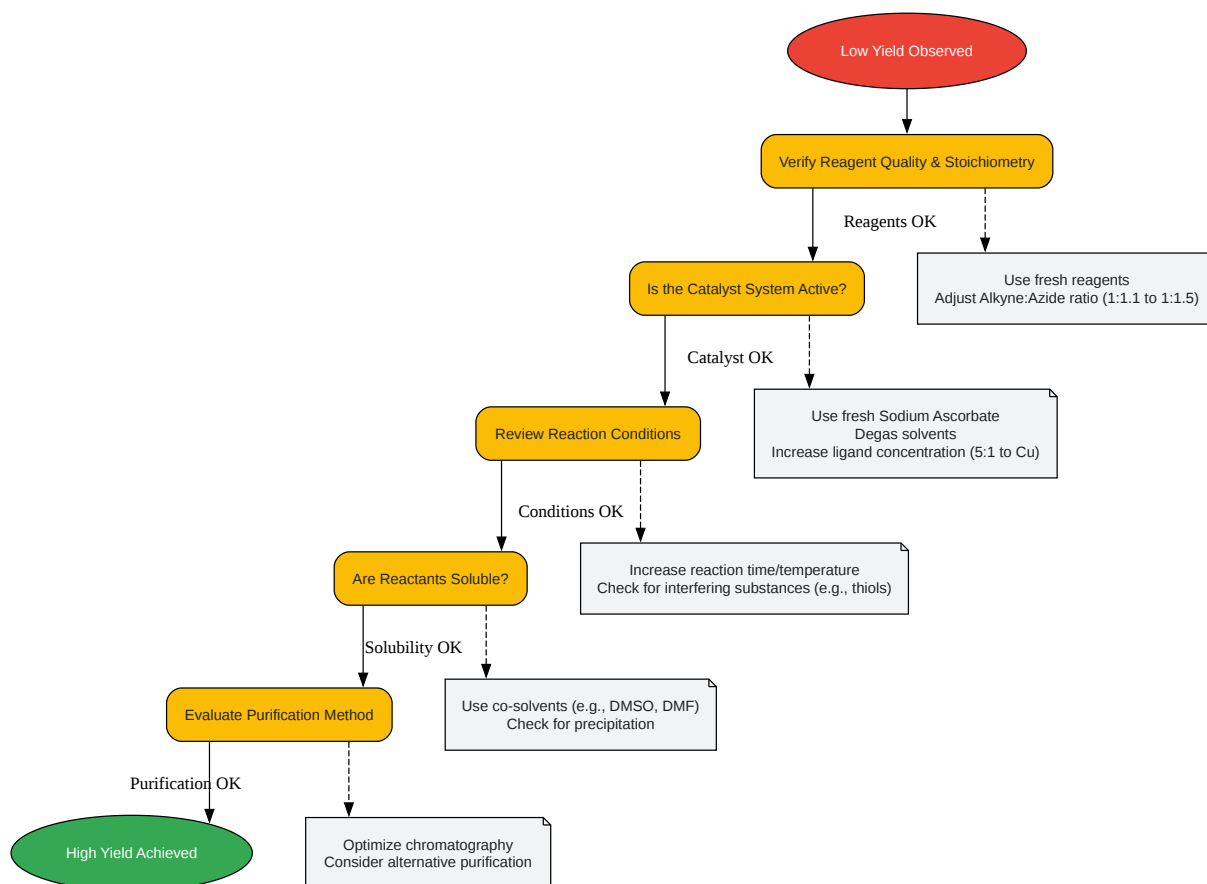 Low Yield Observed
Verify Reagent Quality & Stoichiometry
Reagents OK
Use fresh reagents
Adjust Alkyne:Azide ratio (1:1.1 to 1:1.5)
Is the Catalyst System Active?
Catalyst OK
Use fresh Sodium Ascorbate
Degas solvents
Increase ligand concentration (5:1 to Cu)
Review Reaction Conditions
Conditions OK
Increase reaction time/temperature
Check for interfering substances (e.g., thiols)
Are Reactants Soluble?
Solubility OK
Use co-solvents (e.g., DMSO, DMF)
Check for precipitation
Evaluate Purification Method
Purification OK
Optimize chromatography
Consider alternative purification
High Yield Achieved